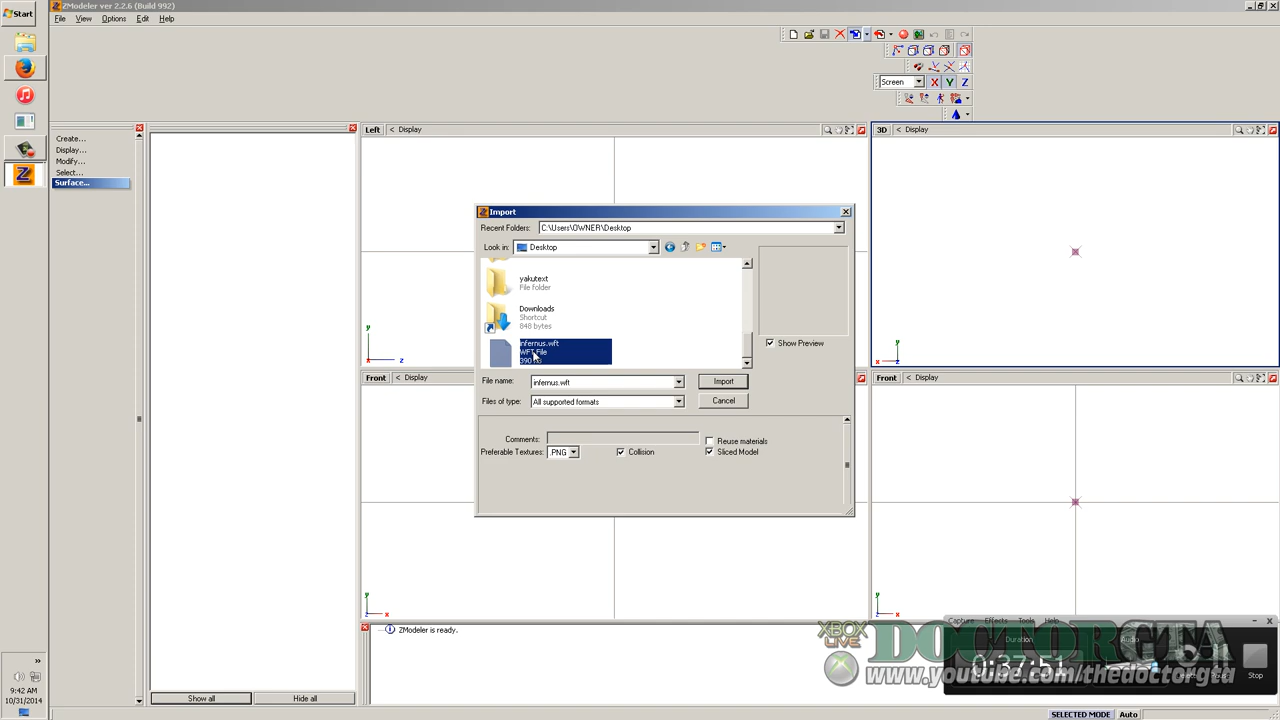 Start
ZModeler ver 2.2.6 (Build 992)
File View Options Edit Help
Screen X Y Z
Create...
Display...
Modify...
Select...
Surface...
Left < Display
3D < Display
Import
Recent Folders: C:\Users\OWNER\Desktop
Look in: Desktop
yakutext
File folder
Downloads
Shortcut
848 bytes
infernus.wft
WFT File
Show Preview
File name: infernus.wft Import
Files of type: All supported formats Cancel
Comments: Reuse materials
Preferable Textures: .PNG Collision Sliced Model
y
x z
Front < Display
Front < Display
y
x
y
x
ZModeler is ready.
Show all Hide all
Capture Effects Tools Help
Duration Audio
0:37:51
Stop
XBOX
LIVE
DOCTORGTA
www.youtube.com/thedoctorgta
9:42 AM
10/31/2014
SELECTED MODE Auto